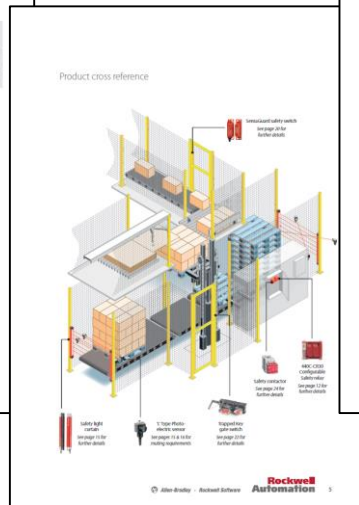 Product cross reference
SensaGuard safety switch
See page 20 for
further details
Safety contactor
See page 24 for
further details
Configurable
Safety relay
See page 12 for
further details
Safety light
curtain
See page 15 for
further details
'C' Type Photo-
electric sensor
See pages 15 & 16 for
muting requirements
Trapped key
gate switch
See page 22 for
further details
Allen-Bradley · Rockwell Software
Rockwell
Automation
5